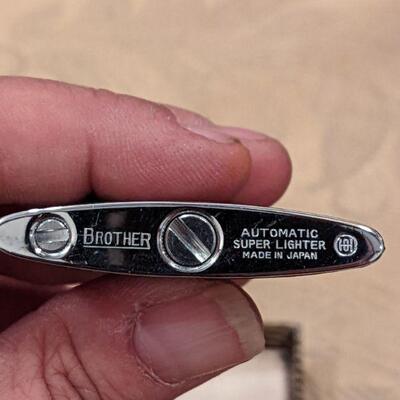 BROTHER
AUTOMATIC
SUPER LIGHTER
MADE IN JAPAN